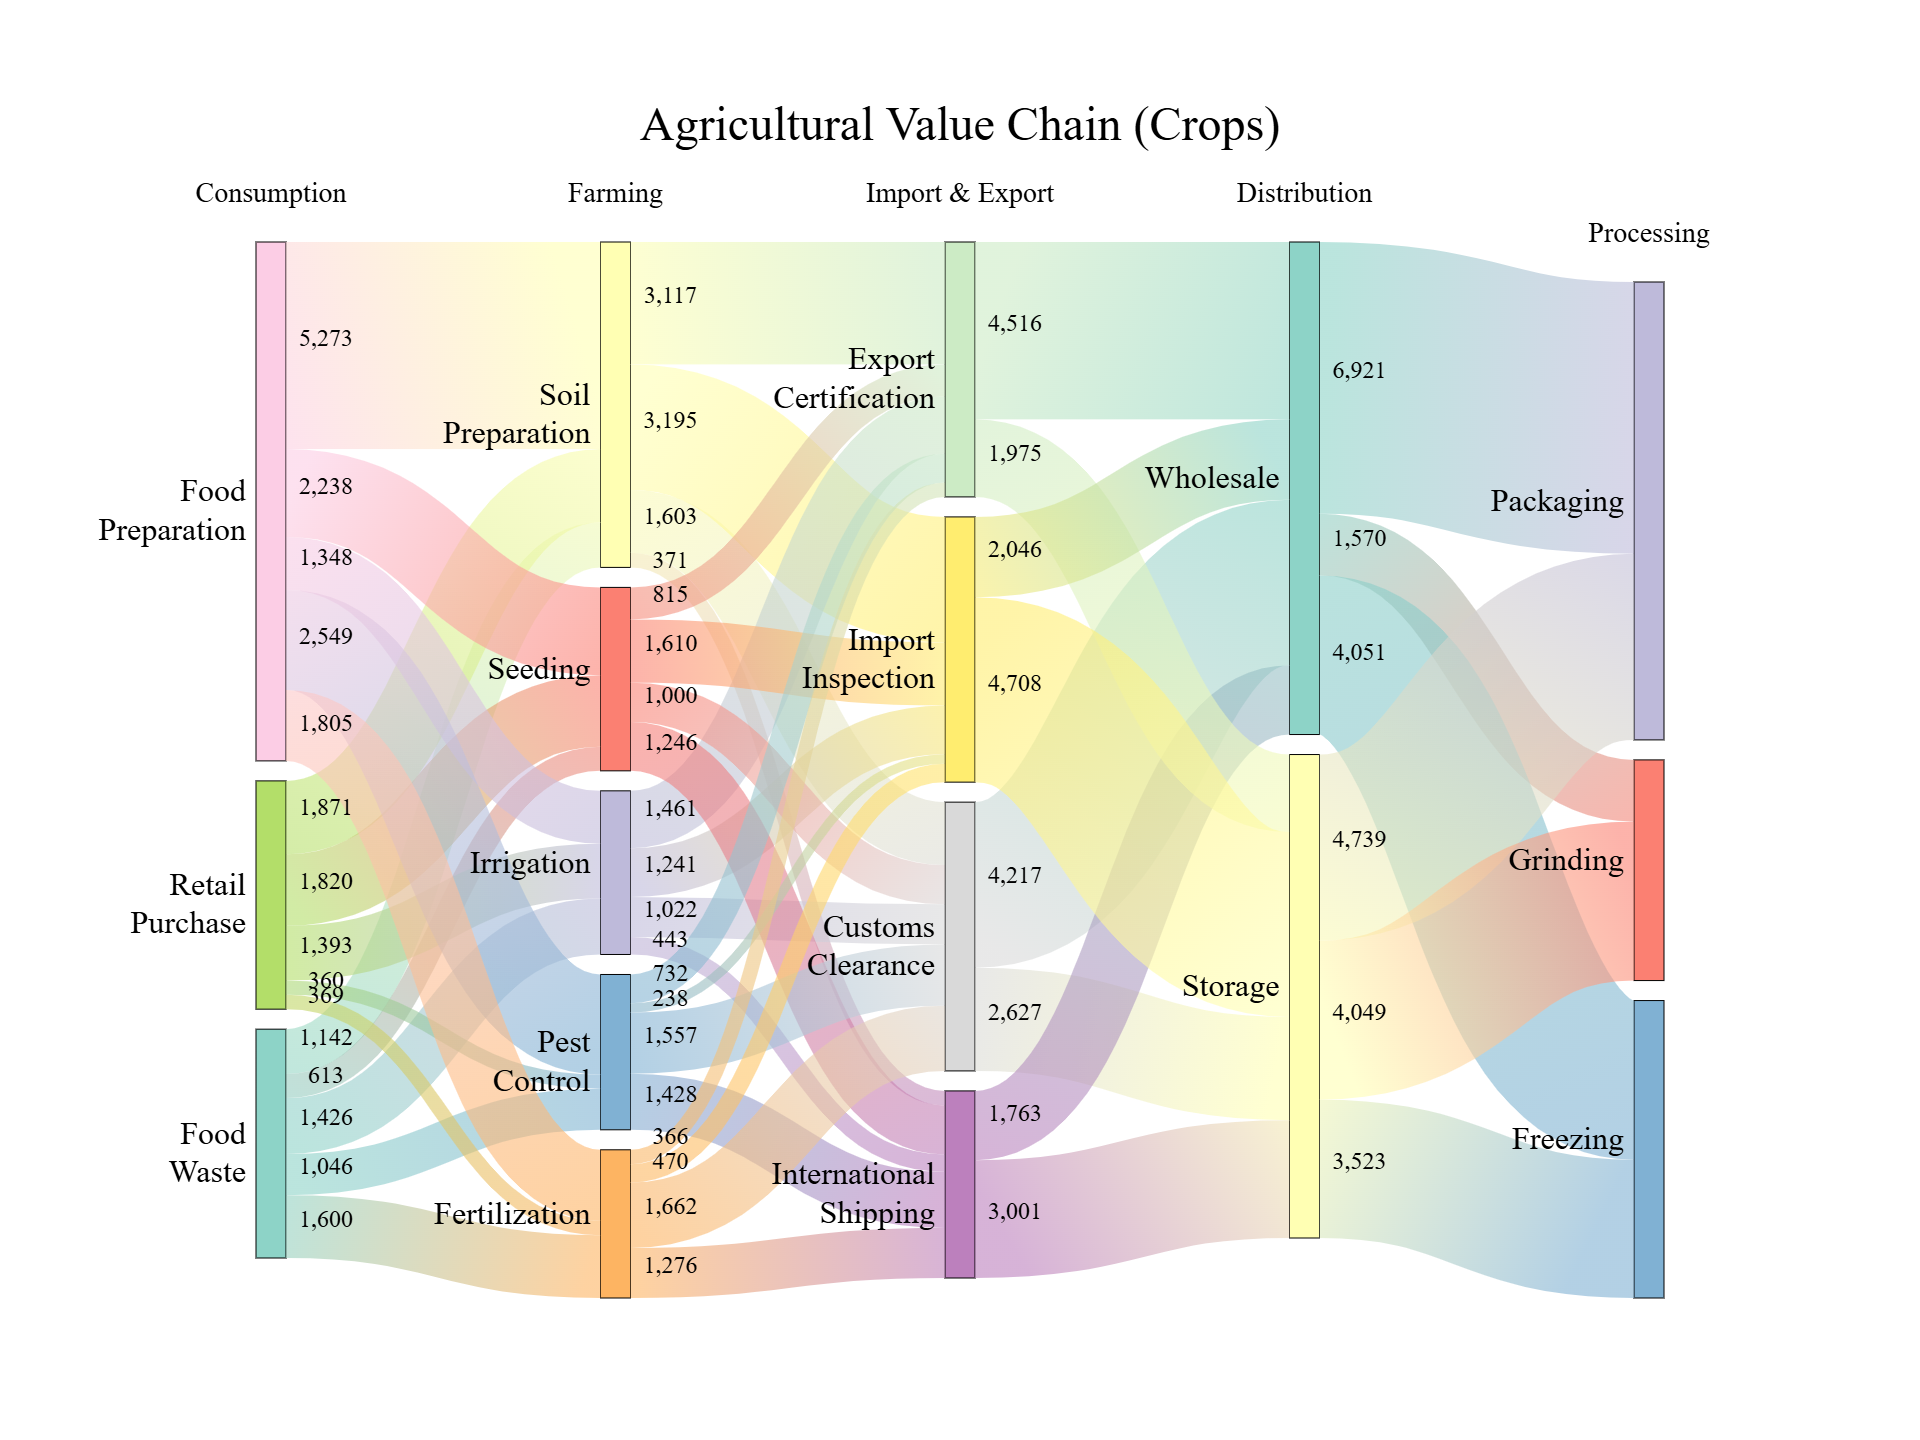 Agricultural Value Chain (Crops)
Consumption
Farming
Import & Export
Distribution
Processing
Food
Preparation
Retail
Purchase
Food
Waste
5,273
2,238
1,348
2,549
1,805
1,871
1,820
1,393
360
369
1,142
613
1,426
1,046
1,600
Soil
Preparation
Seeding
Irrigation
Pest
Control
Fertilization
3,117
3,195
1,603
371
815
1,610
1,000
1,246
1,461
1,241
1,022
443
732
238
1,557
1,428
366
470
1,662
1,276
Export
Certification
Import
Inspection
Customs
Clearance
International
Shipping
4,516
1,975
2,046
4,708
4,217
2,627
1,763
3,001
Wholesale
Storage
6,921
1,570
4,051
4,739
4,049
3,523
Packaging
Grinding
Freezing